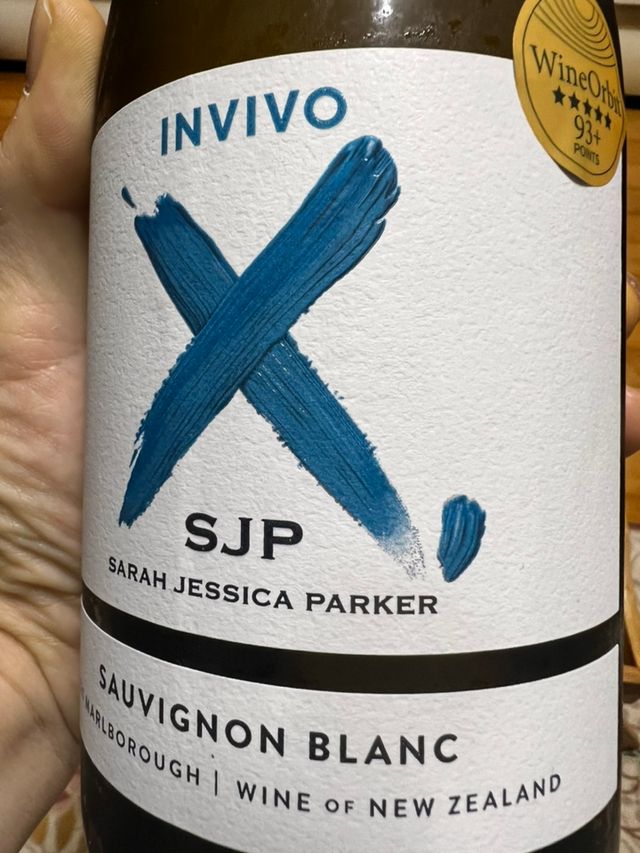 INVIVO
X,
SJP
SARAH JESSICA PARKER
SAUVIGNON BLANC
MARLBOROUGH | WINE OF NEW ZEALAND
WineOrbit
★★★★★
93+
POINTS